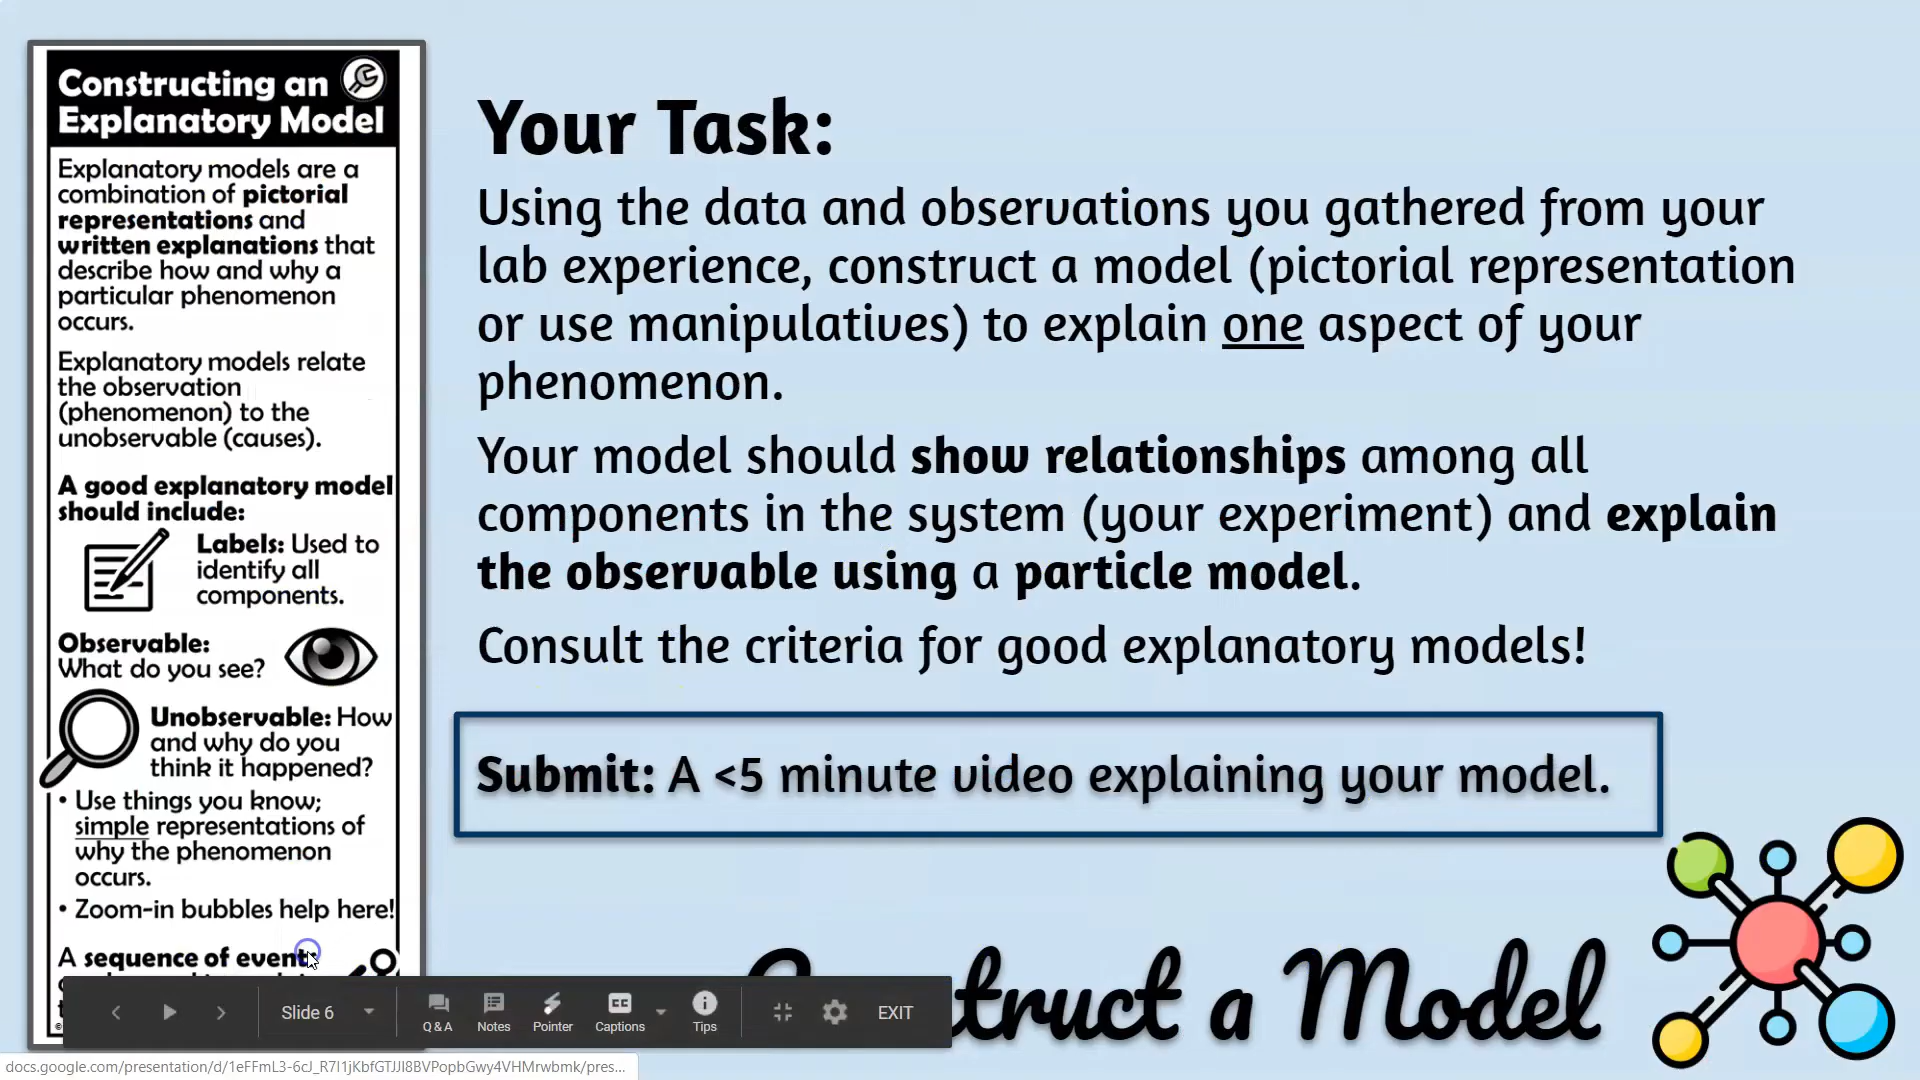 Constructing an
Explanatory Model
Explanatory models are a
combination of pictorial
representations and
written explanations that
describe how and why a
particular phenomenon
occurs.
Explanatory models relate
the observation
(phenomenon) to the
unobservable (causes).
A good explanatory model
should include:
Labels: Used to
identify all
components.
Observable:
What do you see?
Unobservable: How
and why do you
think it happened?
• Use things you know;
simple representations of
why the phenomenon
occurs.
• Zoom-in bubbles help here!
A sequence of events
Your Task:
Using the data and observations you gathered from your
lab experience, construct a model (pictorial representation
or use manipulatives) to explain one aspect of your
phenomenon.
Your model should show relationships among all
components in the system (your experiment) and explain
the observable using a particle model.
Consult the criteria for good explanatory models!
Submit: A <5 minute video explaining your model.
Construct a Model
Slide 6
Q & A
Notes
Pointer
CC
Captions
Tips
EXIT
docs.google.com/presentation/d/1eFFmL3-6cJ_R7I1jKbfGTJJI8BVPopbGwy4VHMrwbmk/pres...